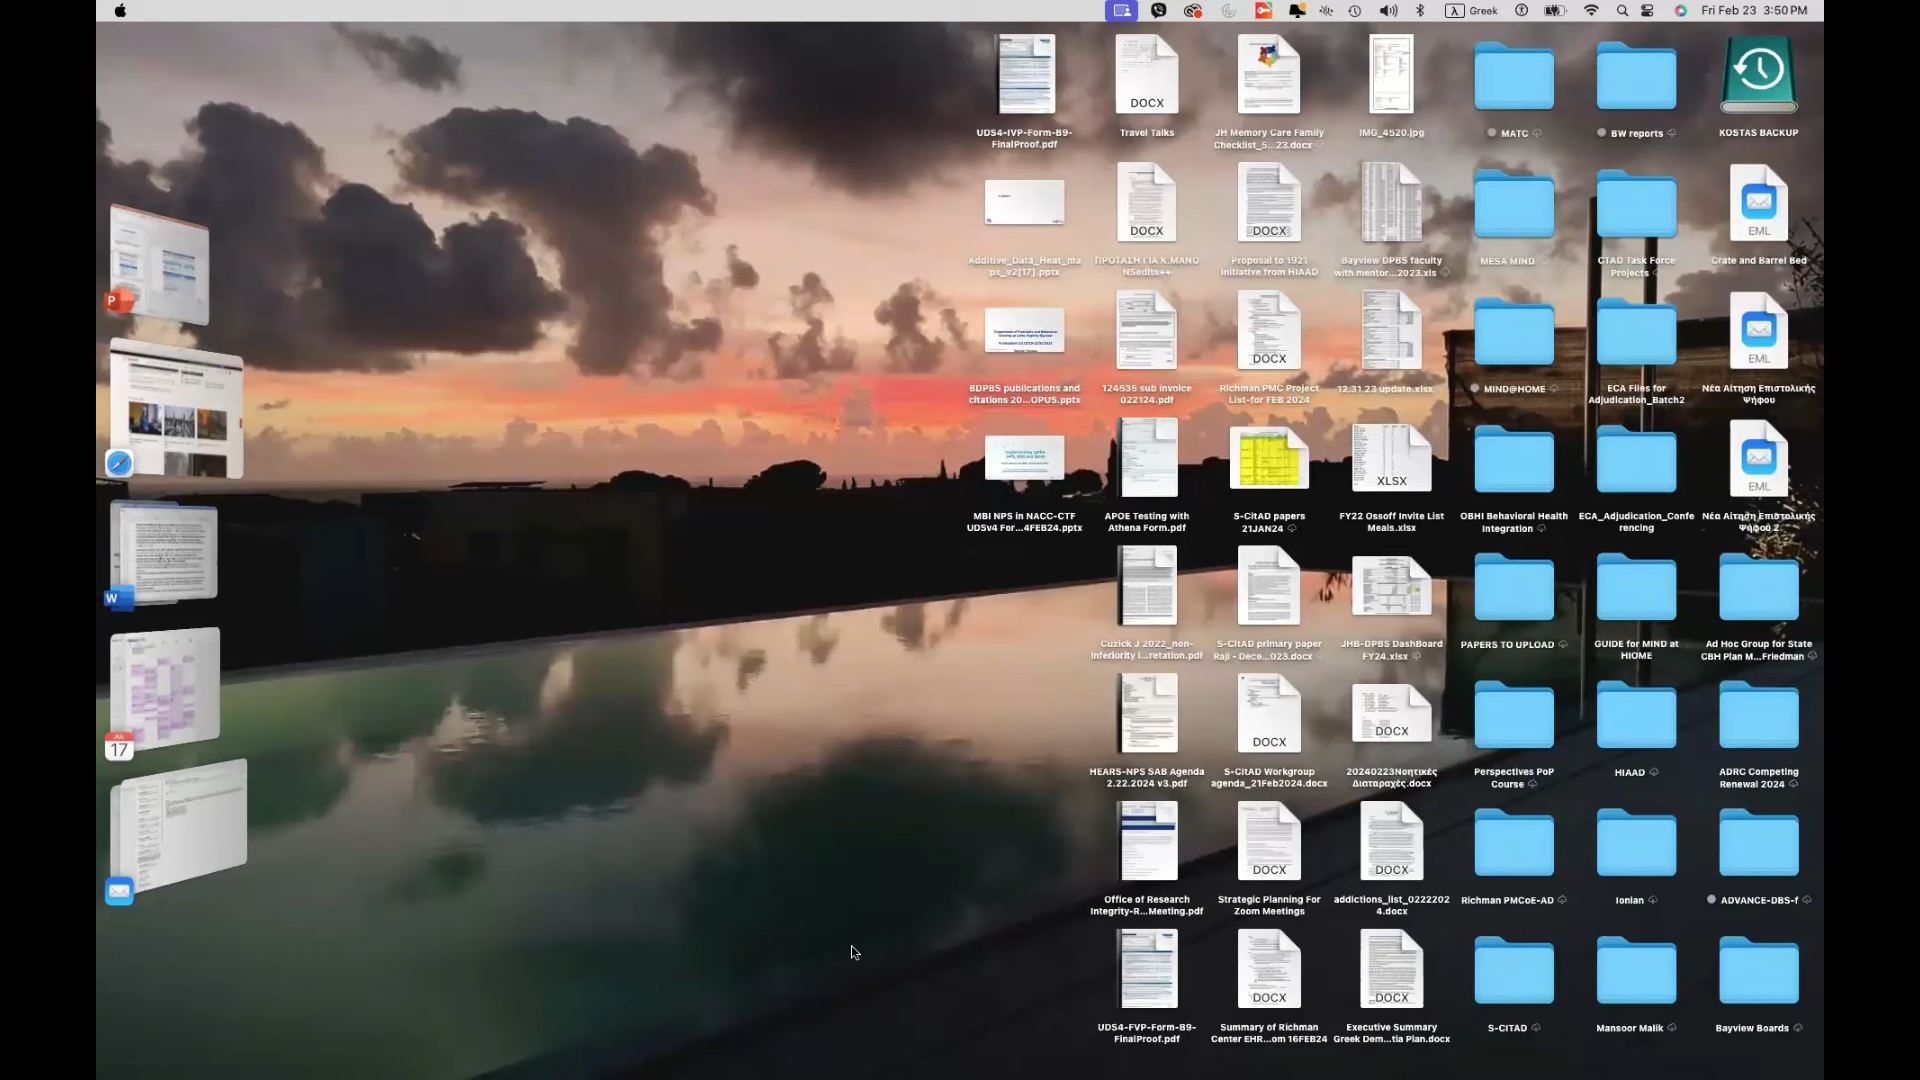 Greek
Fri Feb 23 3:50 PM
UDS4-IVP-Form-B9-
FinalProof.pdf
DOCX
Travel Talks
JH Memory Care Family
Checklist_5...23.docx
IMG_4520.jpg
MATC
BW reports
KOSTAS BACKUP
Additive_Data_Heat_ma
ps_v2[17].pptx
DOCX
ΠΡΟΤΑΣΗ ΓΙΑ Χ.ΜΑΝΟ
NSedits++
DOCX
Proposal to 1921
initiative from HIAAD
Bayview DPBS faculty
with mentor...2023.xls
MESA MIND
CTAD Task Force
Projects
EML
Crate and Barrel Bed
BDPBS publications and
citations 20...OPUS.pptx
124535 sub invoice
022124.pdf
DOCX
Richman PMC Project
List-for FEB 2024
12.31.23 update.xlsx
MIND@HOME
ECA Files for
Adjudication_Batch2
EML
Νέα Αίτηση Επιστολικής
Ψήφου
MBI NPS in NACC-CTF
UDSv4 For...4FEB24.pptx
APOE Testing with
Athena Form.pdf
S-CitAD papers
21JAN24
XLSX
FY22 Ossoff Invite List
Meals.xlsx
OBHI Behavioral Health
Integration
ECA_Adjudication_Confe
rencing
EML
Νέα Αίτηση Επιστολικής
Ψήφου 2
Cuzick J 2022_non-
inferiority i...retation.pdf
S-CitAD primary paper
Raji - Dece...023.docx
JHB-DPBS DashBoard
FY24.xlsx
PAPERS TO UPLOAD
GUIDE for MIND at
HIOME
Ad Hoc Group for State
CBH Plan M...Friedman
HEARS-NPS SAB Agenda
2.22.2024 v3.pdf
DOCX
S-CitAD Workgroup
agenda_21Feb2024.docx
DOCX
20240223Νοητικές
Διαταραχές.docx
Perspectives PoP
Course
HIAAD
ADRC Competing
Renewal 2024
JUL
17
Office of Research
Integrity-R...Meeting.pdf
DOCX
Strategic Planning For
Zoom Meetings
DOCX
addictions_list_0222202
4.docx
Richman PMCoE-AD
Ionian
ADVANCE-DBS-f
UDS4-FVP-Form-B9-
FinalProof.pdf
DOCX
Summary of Richman
Center EHR...om 16FEB24
DOCX
Executive Summary
Greek Dem...tia Plan.docx
S-CITAD
Mansoor Malik
Bayview Boards